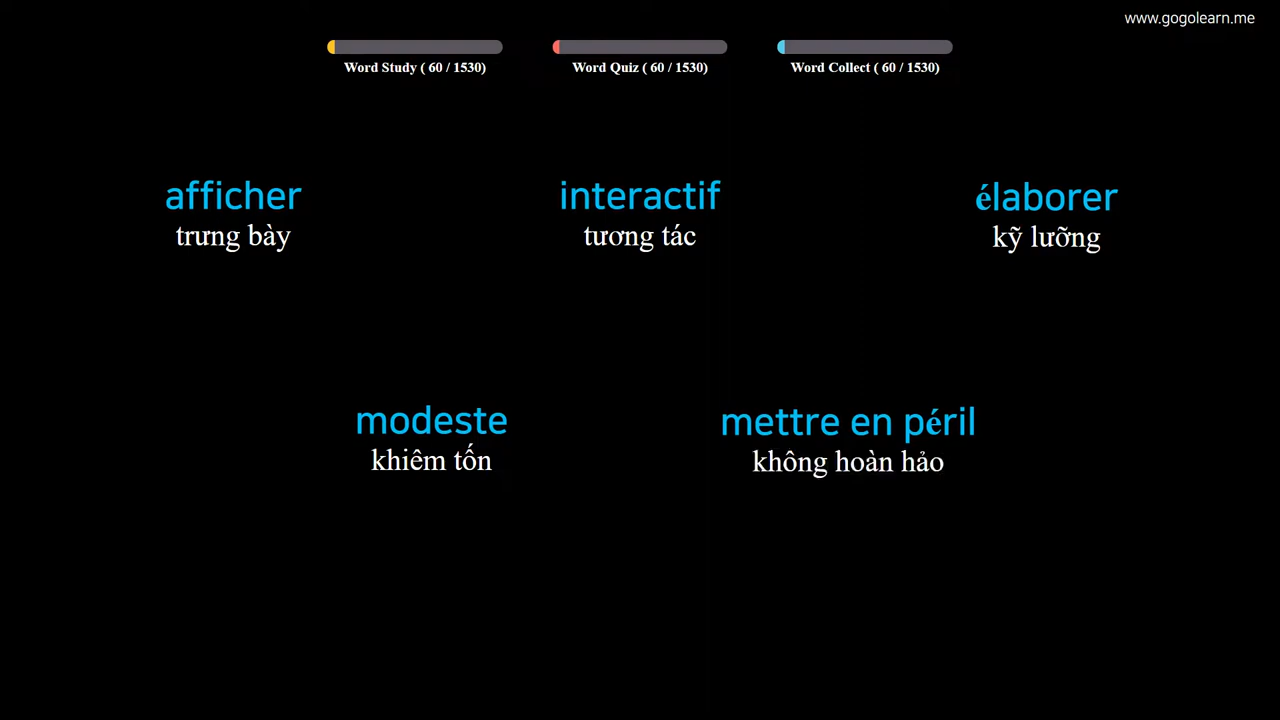 www.gogolearn.me
Word Study ( 60 / 1530)
Word Quiz ( 60 / 1530)
Word Collect ( 60 / 1530)
afficher
trưng bày
interactif
tương tác
élaborer
kỹ lưỡng
modeste
khiêm tốn
mettre en péril
không hoàn hảo